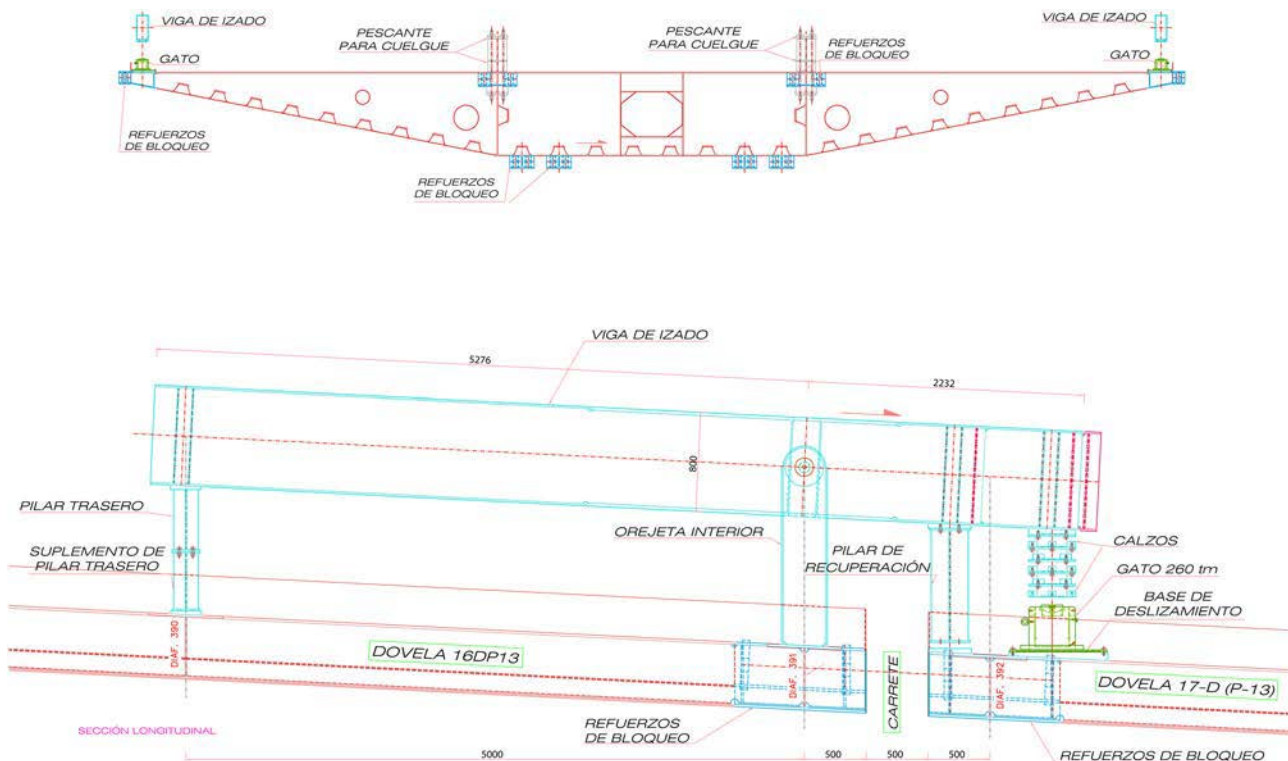 VIGA DE IZADO
GATO
PESCANTE
PARA CUELGUE
PESCANTE
PARA CUELGUE
REFUERZOS
DE BLOQUEO
VIGA DE IZADO
GATO
REFUERZOS
DE BLOQUEO
REFUERZOS
DE BLOQUEO
VIGA DE IZADO
5276
2232
800
PILAR TRASERO
SUPLEMENTO DE
PILAR TRASERO
OREJETA INTERIOR
PILAR DE
RECUPERACIÓN
CALZOS
GATO 260 tm
BASE DE
DESLIZAMIENTO
DIAF. 390
DOVELA 16DP13
DIAF. 391
CARRETE
DIAF. 392
DOVELA 17-D (P-13)
SECCIÓN LONGITUDINAL
REFUERZOS
DE BLOQUEO
REFUERZOS DE BLOQUEO
5000
500
500
500